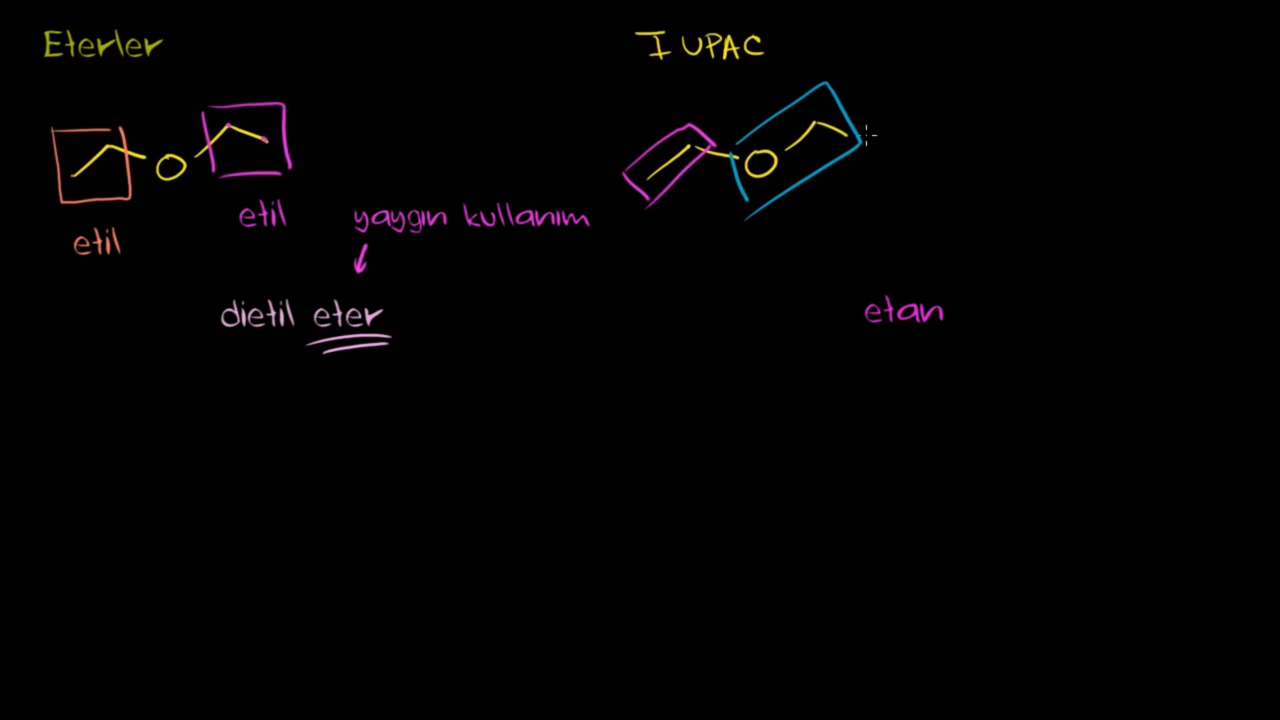 Eterler
IUPAC
O
O
etil
etil
yaygın kullanım
dietil eter
etan